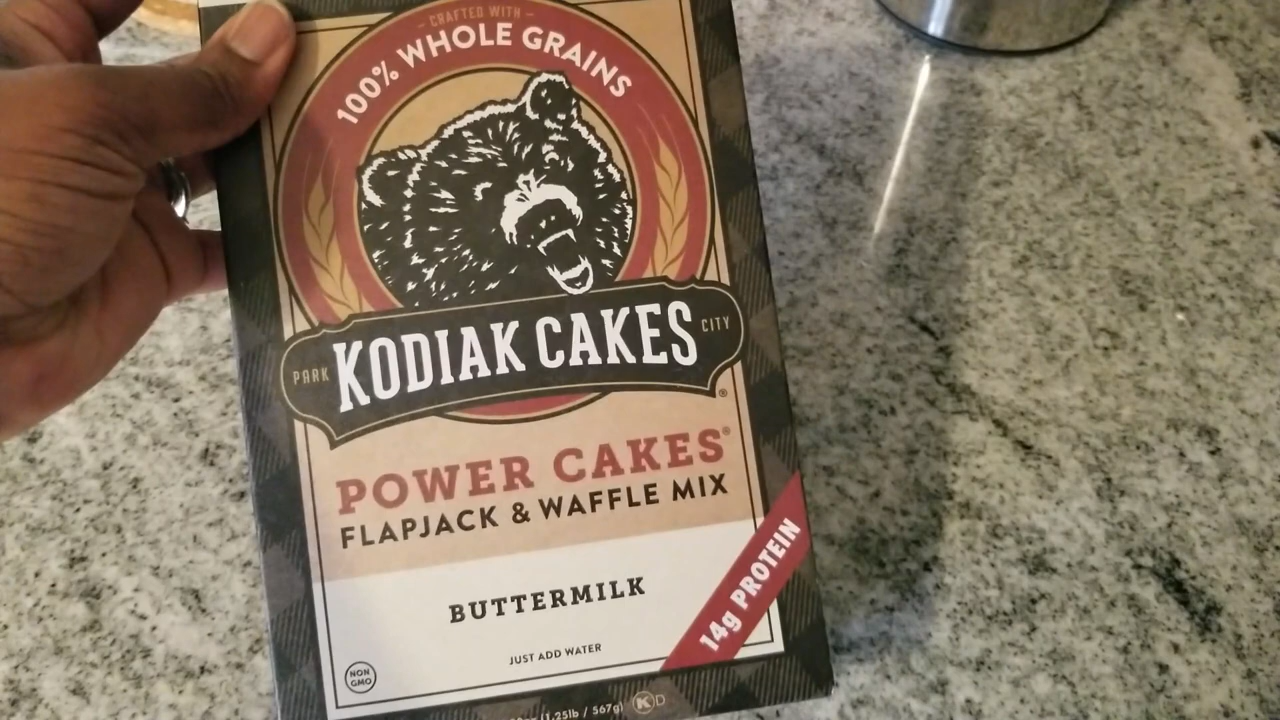 CRAFTED WITH
100% WHOLE GRAINS
PARK KODIAK CAKES CITY
®
POWER CAKES®
FLAPJACK & WAFFLE MIX
BUTTERMILK
14g PROTEIN
JUST ADD WATER
NON
GMO
(1.25lb / 567g) K D